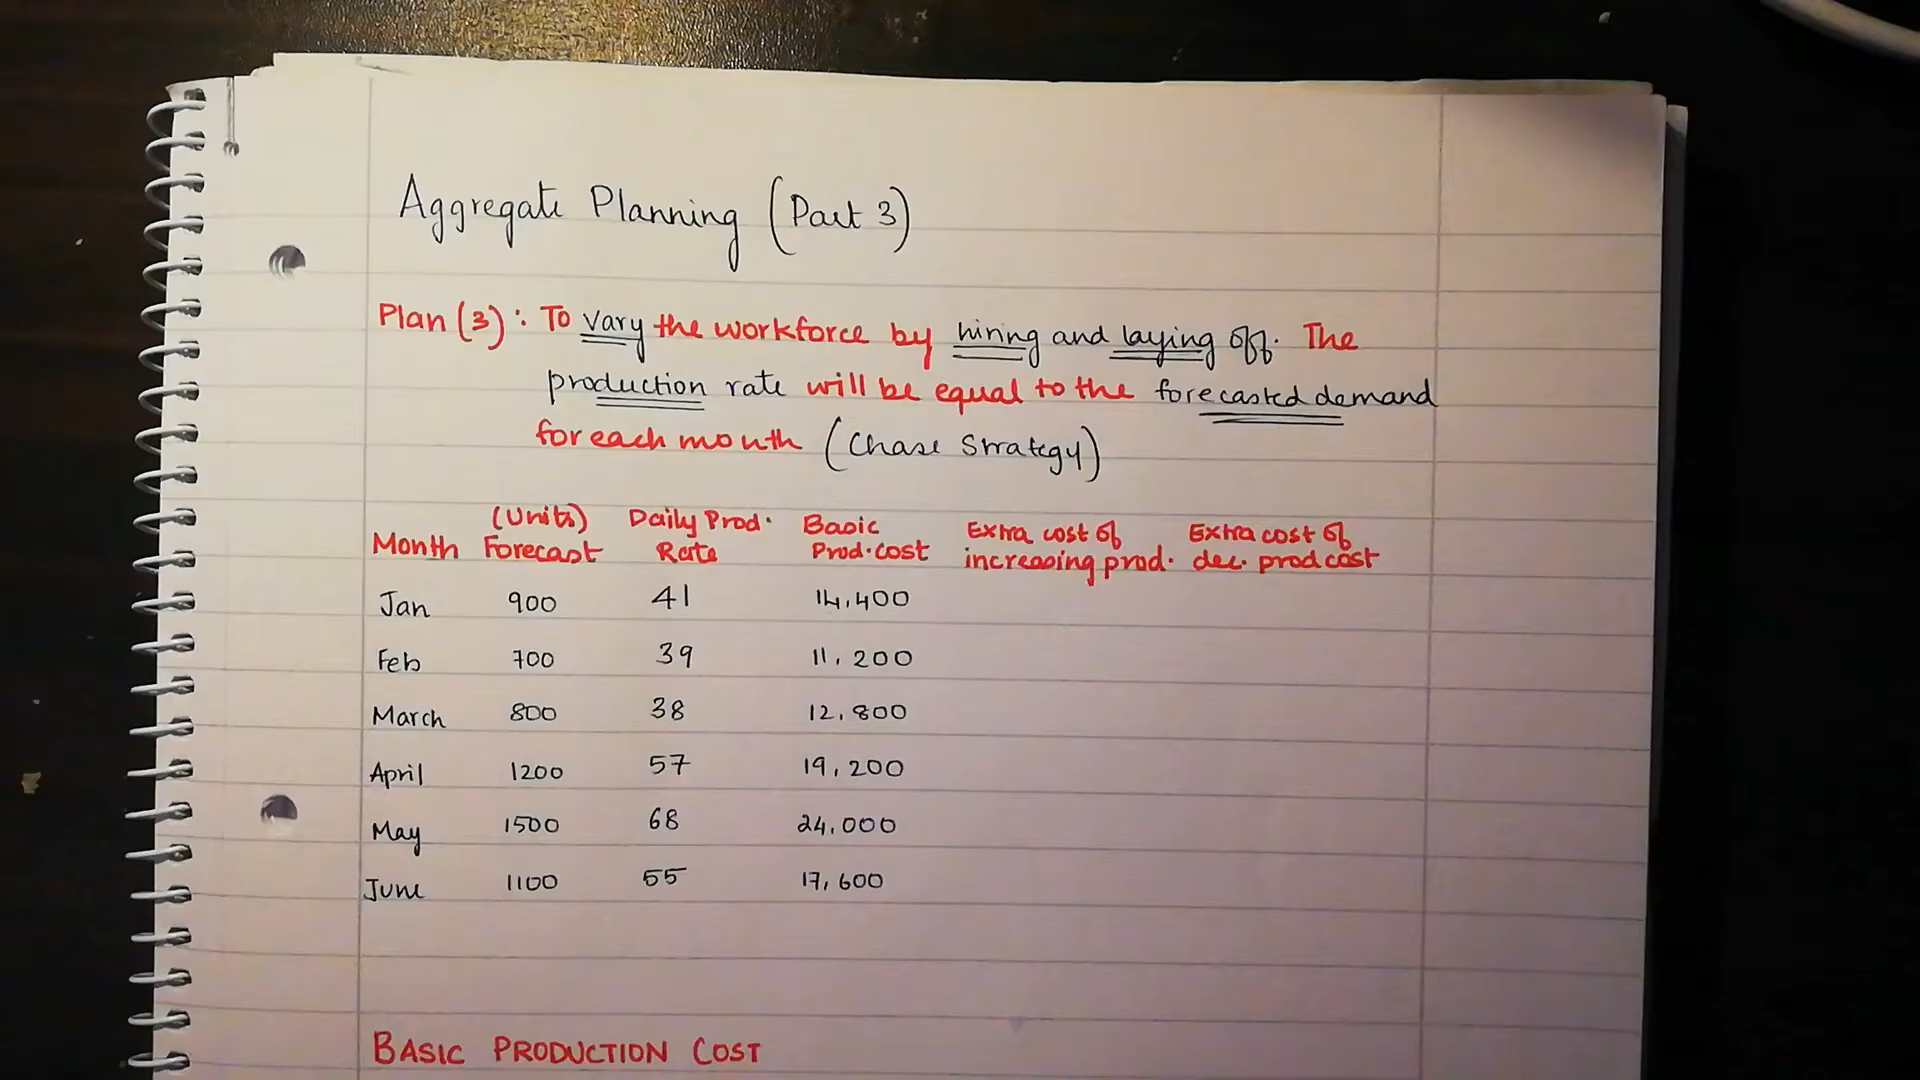 Aggregate Planning (Part 3)
Plan (3): To vary the workforce by hiring and laying off. The
production rate will be equal to the forecasted demand
for each month (Chase Strategy)
Month (Units) Forecast Daily Prod. Rate Basic Prod. cost Extra cost of increasing prod. Extra cost of dec. prod cost
Jan 900 41 14,400
Feb 700 39 11,200
March 800 38 12,800
April 1200 57 19,200
May 1500 68 24,000
June 1100 55 17,600
BASIC PRODUCTION COST